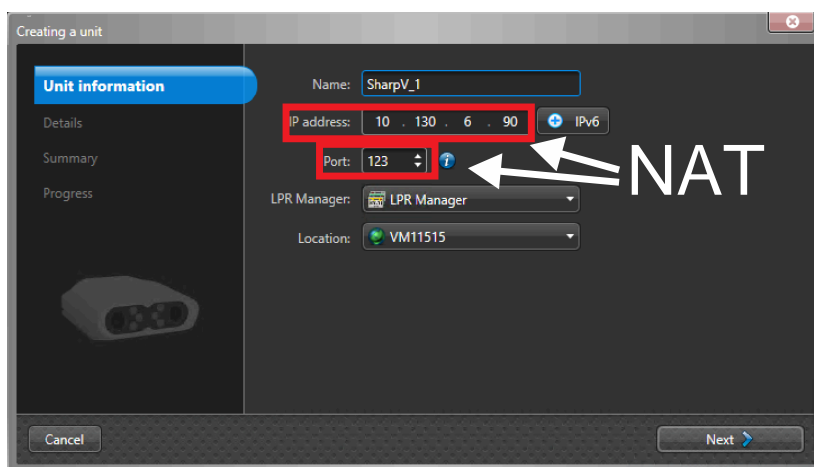 Creating a unit
Unit information
Details
Summary
Progress
Name: SharpV_1
IP address: 10 . 130 . 6 . 90 IPv6
Port: 123
NAT
LPR Manager: LPR Manager
Location: VM11515
Cancel
Next